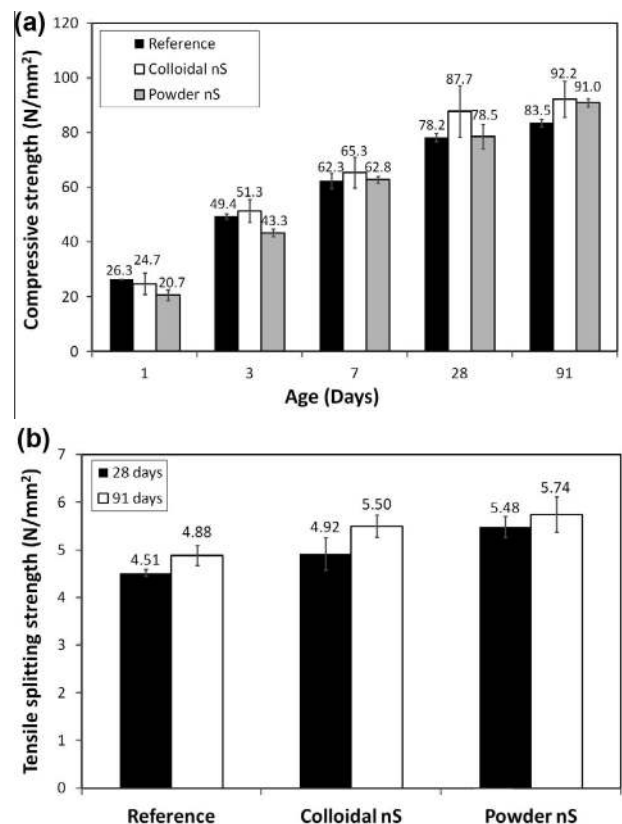 (a)
120
100
80
60
40
20
0
Compressive strength (N/mm²)
Reference
Colloidal nS
Powder nS
26.3 24.7 20.7
49.4 51.3 43.3
62.3 65.3 62.8
78.2 87.7 78.5
83.5 92.2 91.0
1 3 7 28 91
Age (Days)
(b)
7
6
5
4
3
2
1
0
Tensile splitting strength (N/mm²)
28 days
91 days
4.51 4.88
4.92 5.50
5.48 5.74
Reference Colloidal nS Powder nS